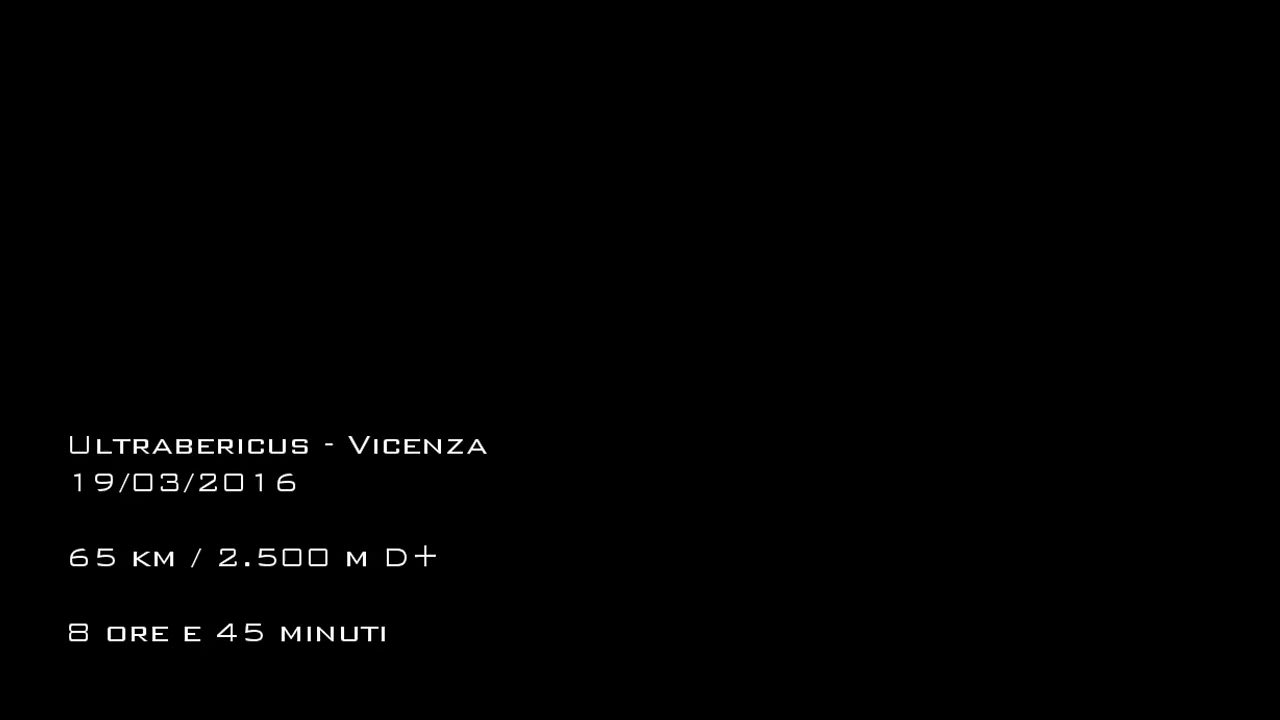 Ultrabericus - Vicenza
19/03/2016
65 km / 2.500 m D+
8 ore e 45 minuti